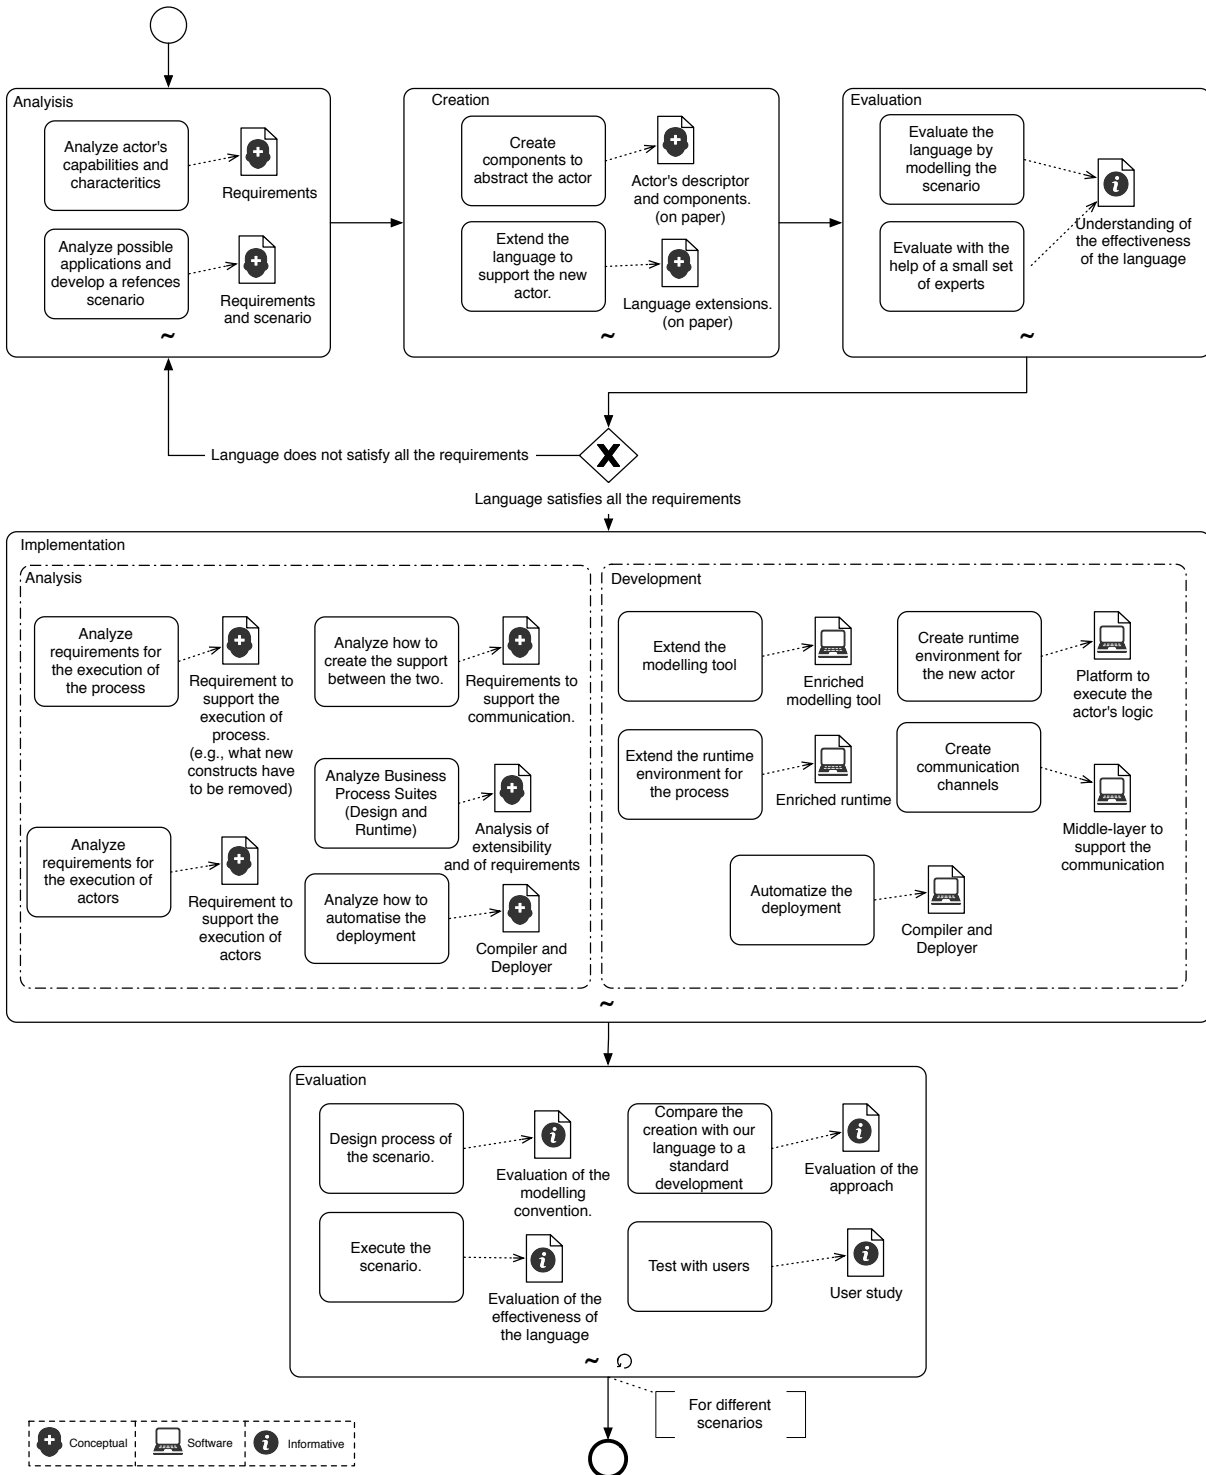 Analyisis
Analyze actor's
capabilities and
characteritics
Requirements
Analyze possible
applications and
develop a refences
scenario
Requirements
and scenario
~
Creation
Create
components to
abstract the actor
Actor's descriptor
and components.
(on paper)
Extend the
language to
support the new
actor.
Language extensions.
(on paper)
~
Evaluation
Evaluate the
language by
modelling the
scenario
Evaluate with the
help of a small set
of experts
Understanding of
the effectiveness
of the language
~
X
Language does not satisfy all the requirements
Language satisfies all the requirements
Implementation
Analysis
Analyze
requirements for
the execution of
the process
Requirement to
support the
execution of
process.
(e.g., what new
constructs have
to be removed)
Analyze how to
create the support
between the two.
Requirements to
support the
communication.
Analyze Business
Process Suites
(Design and
Runtime)
Analysis of
extensibility
and of requirements
Analyze
requirements for
the execution of
actors
Requirement to
support the
execution of
actors
Analyze how to
automatise the
deployment
Compiler and
Deployer
Development
Extend the
modelling tool
Enriched
modelling tool
Create runtime
environment for
the new actor
Platform to
execute the
actor's logic
Extend the runtime
environment for
the process
Enriched runtime
Create
communication
channels
Middle-layer to
support the
communication
Automatize the
deployment
Compiler and
Deployer
~
Evaluation
Design process of
the scenario.
Evaluation of the
modelling
convention.
Compare the
creation with our
language to a
standard
development
Evaluation of the
approach
Execute the
scenario.
Evaluation of the
effectiveness of
the language
Test with users
User study
~
For different
scenarios
Conceptual
Software
Informative